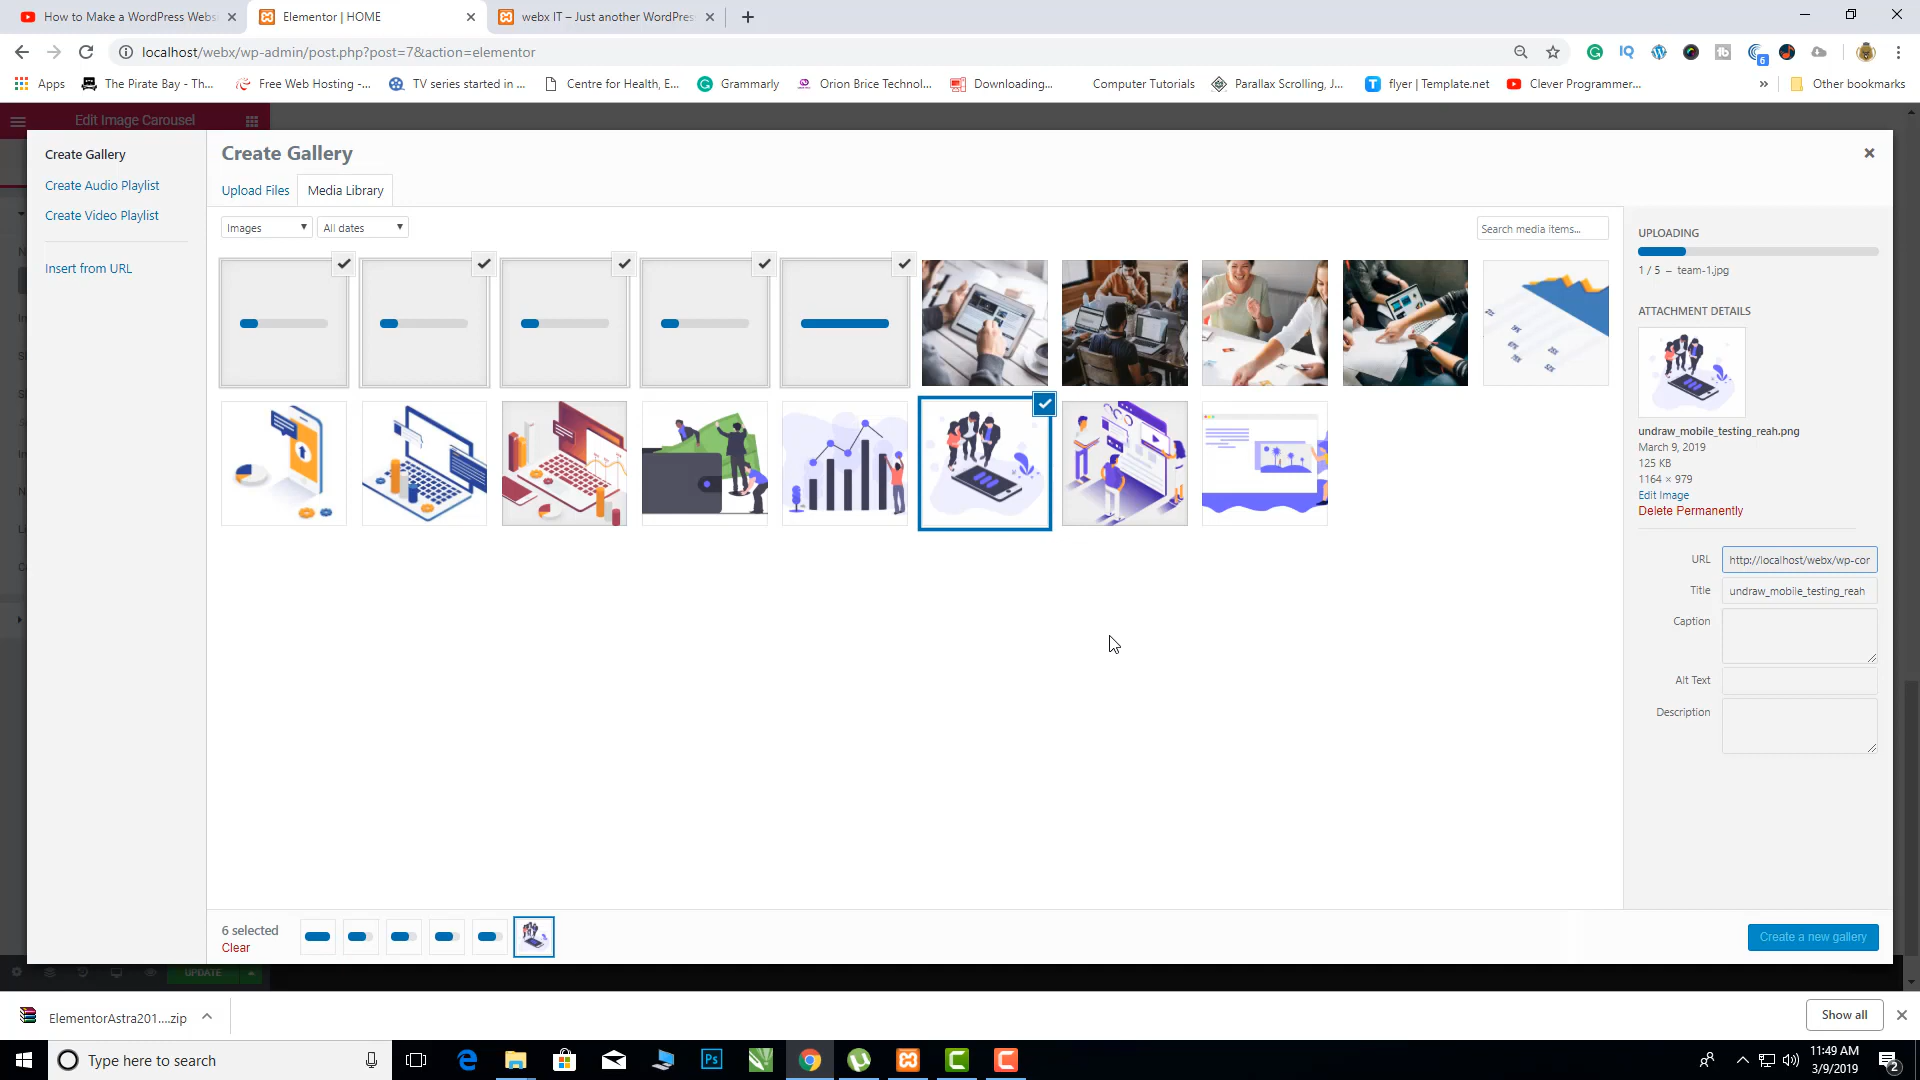 How to Make a WordPress Websi
Elementor | HOME
webx IT – Just another WordPres
localhost/webx/wp-admin/post.php?post=7&action=elementor
Apps
The Pirate Bay - Th...
Free Web Hosting -...
TV series started in ...
Centre for Health, E...
Grammarly
Orion Brice Technol...
Downloading...
Computer Tutorials
Parallax Scrolling, J...
flyer | Template.net
Clever Programmer...
»
Other bookmarks
Edit Image Carousel
Create Gallery
Create Audio Playlist
Create Video Playlist
Insert from URL
Create Gallery
Upload Files
Media Library
Images
All dates
Search media items...
UPLOADING
1 / 5 – team-1.jpg
ATTACHMENT DETAILS
undraw_mobile_testing_reah.png
March 9, 2019
125 KB
1164 × 979
Edit Image
Delete Permanently
URL
http://localhost/webx/wp-cor
Title
undraw_mobile_testing_reah
Caption
Alt Text
Description
6 selected
Clear
Create a new gallery
UPDATE
ElementorAstra201....zip
Show all
Type here to search
11:49 AM
3/9/2019
2